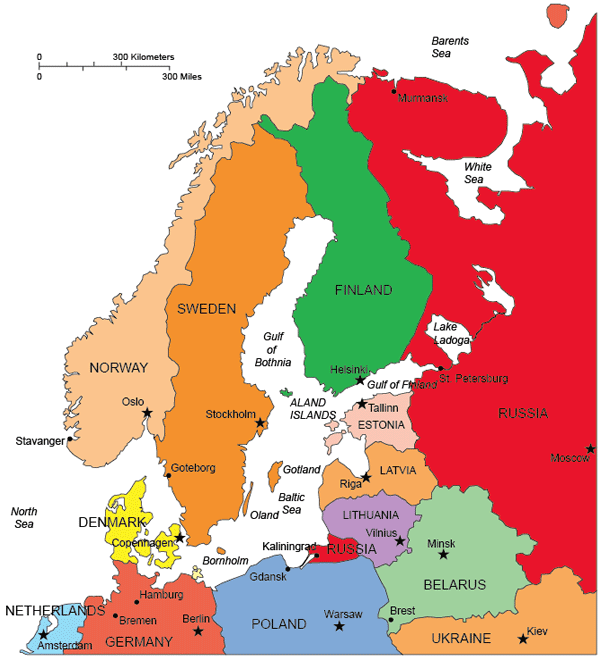 Barents
Sea
0 300 Kilometers
0 300 Miles
Murmansk
White
Sea
FINLAND
SWEDEN
Lake
Ladoga
Gulf
of
Bothnia
NORWAY
Helsinki
Gulf of Finland
St. Petersburg
Oslo
ALAND
ISLANDS
Tallinn
Stockholm
ESTONIA
RUSSIA
Stavanger
Moscow
Goteborg
Gotland
LATVIA
Riga
Baltic
Sea
North
Sea
Oland
LITHUANIA
DENMARK
Vilnius
Copenhagen
Kaliningrad
RUSSIA
Minsk
Bornholm
Gdansk
BELARUS
Hamburg
NETHERLANDS
Bremen
Berlin
Warsaw
Brest
POLAND
Amsterdam
GERMANY
UKRAINE
Kiev